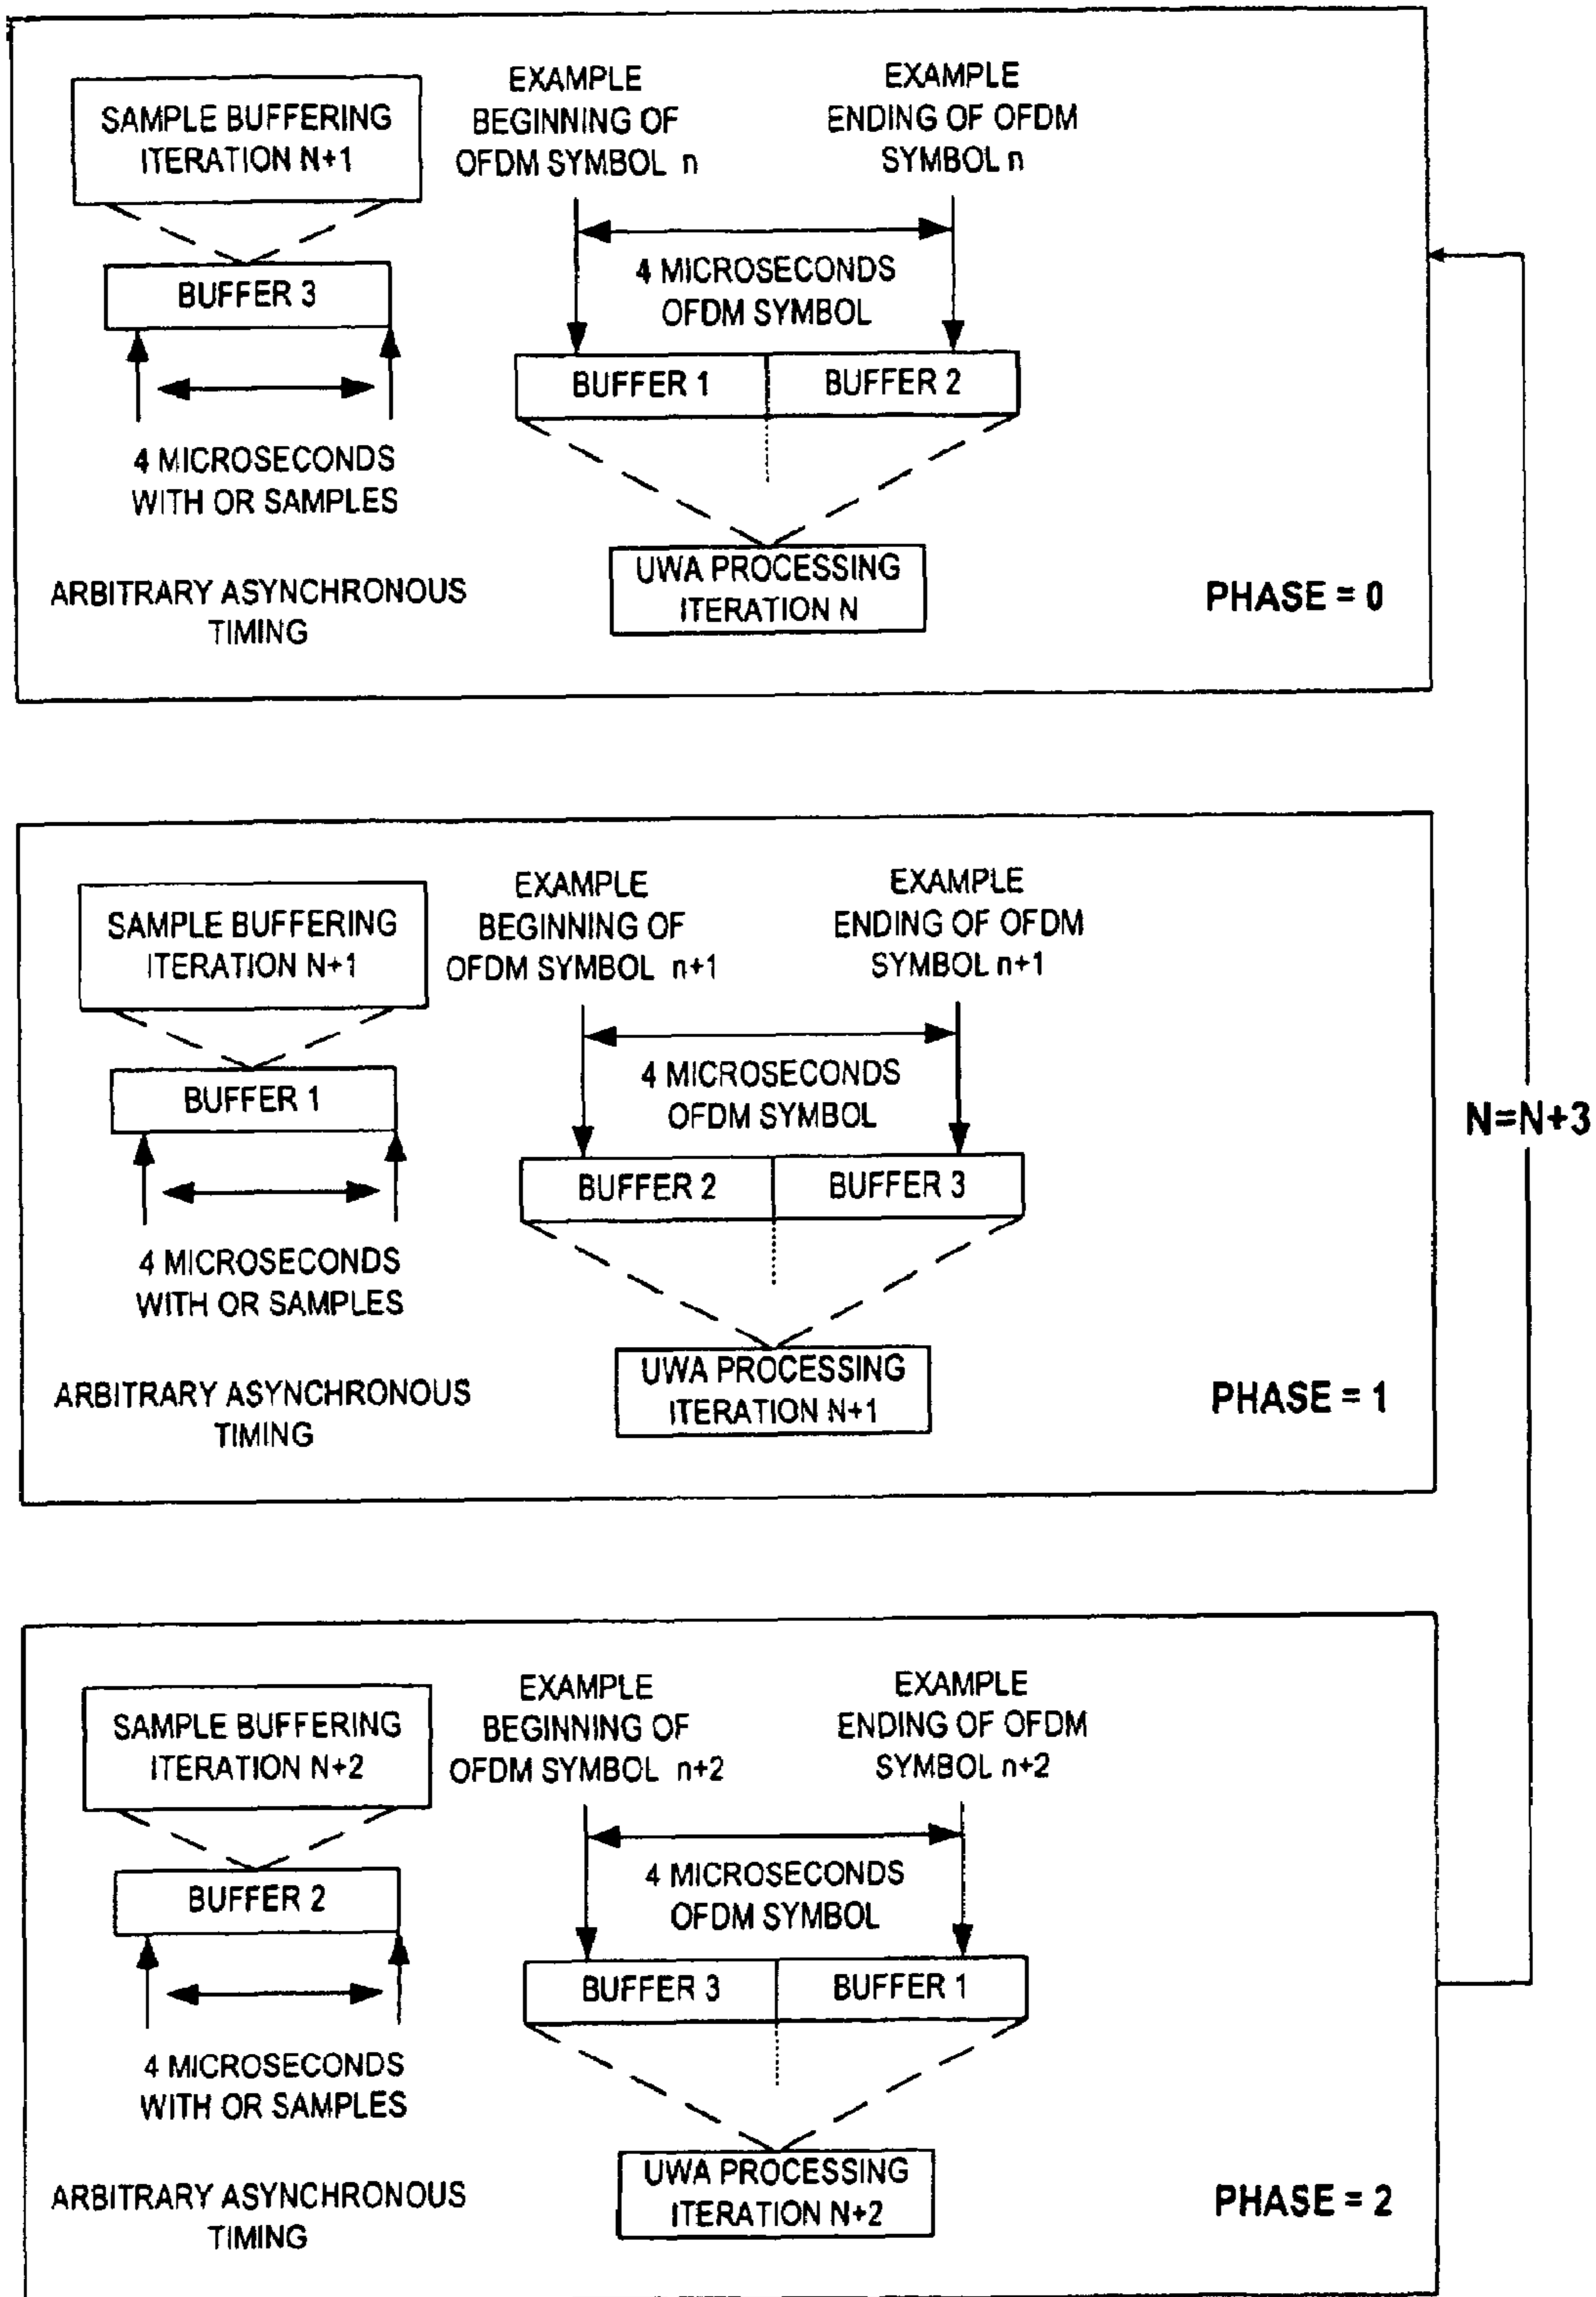 SAMPLE BUFFERING
ITERATION N+1
EXAMPLE
BEGINNING OF
OFDM SYMBOL n
EXAMPLE
ENDING OF OFDM
SYMBOL n
BUFFER 3
4 MICROSECONDS
OFDM SYMBOL
BUFFER 1
BUFFER 2
4 MICROSECONDS
WITH OR SAMPLES
UWA PROCESSING
ITERATION N
ARBITRARY ASYNCHRONOUS
TIMING
PHASE = 0
SAMPLE BUFFERING
ITERATION N+1
EXAMPLE
BEGINNING OF
OFDM SYMBOL n+1
EXAMPLE
ENDING OF OFDM
SYMBOL n+1
BUFFER 1
4 MICROSECONDS
OFDM SYMBOL
BUFFER 2
BUFFER 3
4 MICROSECONDS
WITH OR SAMPLES
UWA PROCESSING
ITERATION N+1
ARBITRARY ASYNCHRONOUS
TIMING
PHASE = 1
N=N+3
SAMPLE BUFFERING
ITERATION N+2
EXAMPLE
BEGINNING OF
OFDM SYMBOL n+2
EXAMPLE
ENDING OF OFDM
SYMBOL n+2
BUFFER 2
4 MICROSECONDS
OFDM SYMBOL
BUFFER 3
BUFFER 1
4 MICROSECONDS
WITH OR SAMPLES
UWA PROCESSING
ITERATION N+2
ARBITRARY ASYNCHRONOUS
TIMING
PHASE = 2